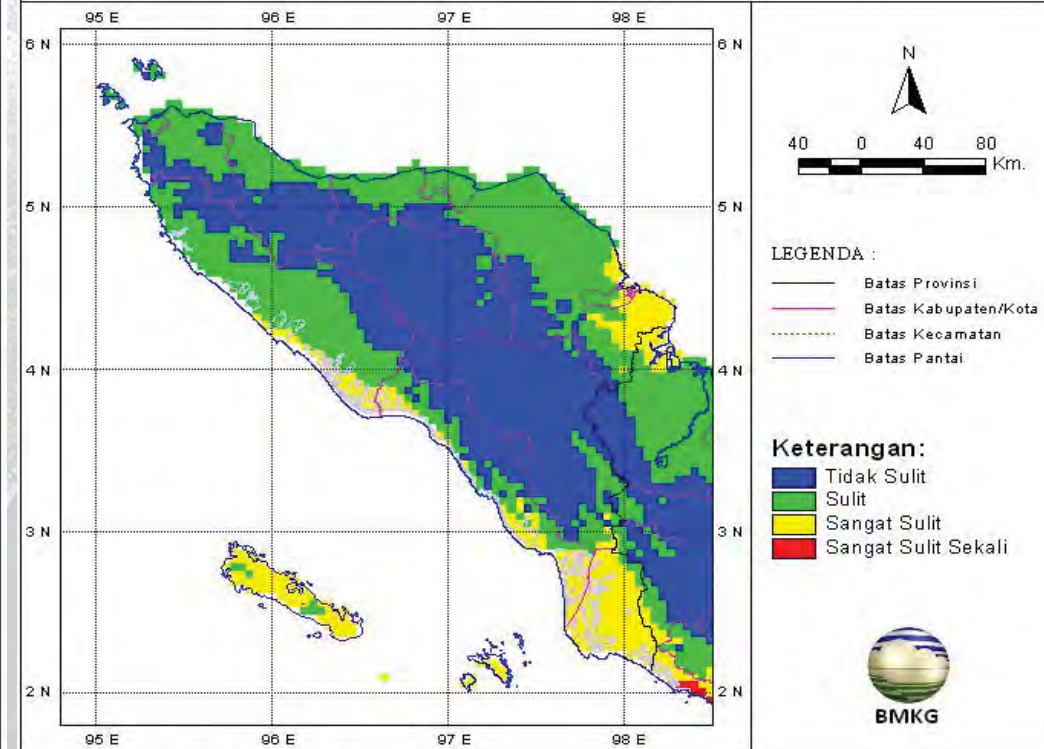 95 E 96 E 97 E 98 E
6 N 6 N
5 N 5 N
4 N 4 N
3 N 3 N
2 N 2 N
95 E 96 E 97 E 98 E
N
40 0 40 80
Km.
LEGENDA :
Batas Provinsi
Batas Kabupaten/Kota
Batas Kecamatan
Batas Pantai
Keterangan:
Tidak Sulit
Sulit
Sangat Sulit
Sangat Sulit Sekali
BMKG